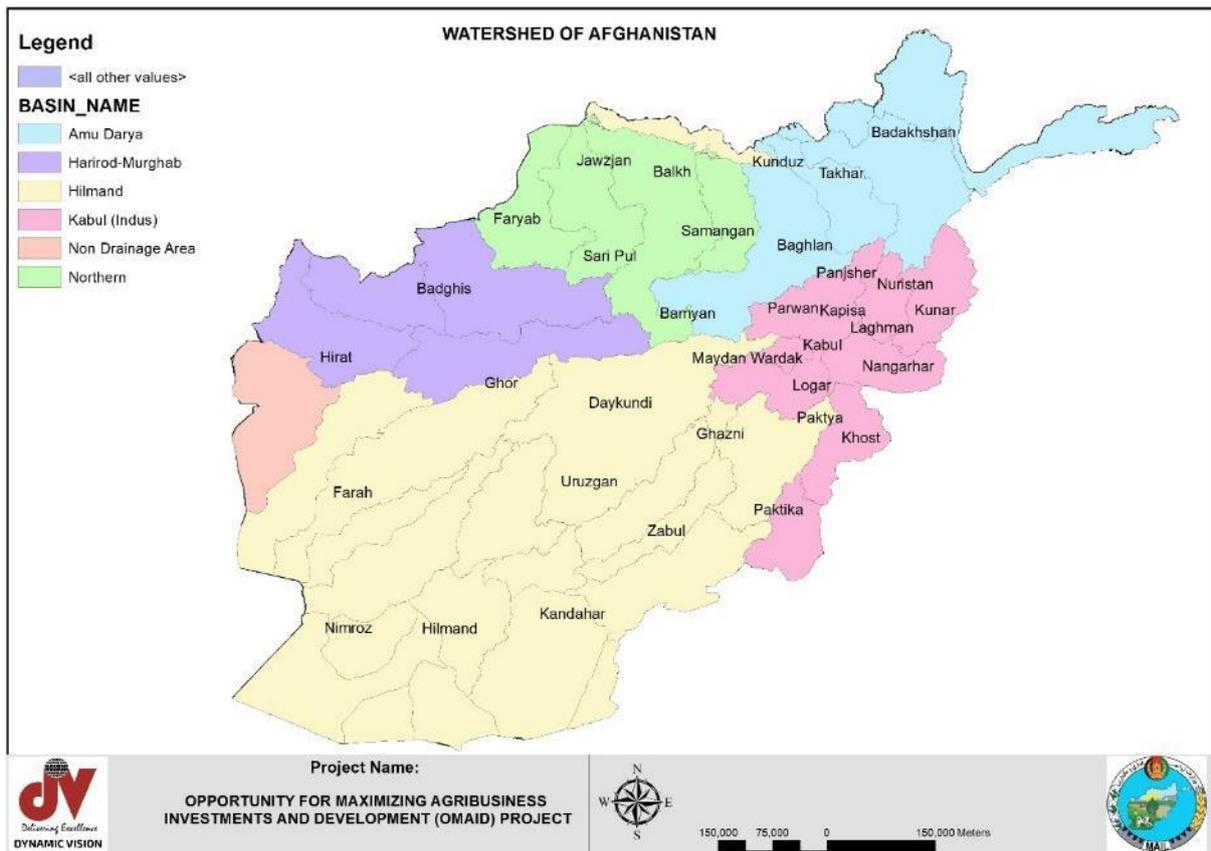 WATERSHED OF AFGHANISTAN
Legend
<all other values>
BASIN_NAME
Amu Darya
Harirod-Murghab
Hilmand
Kabul (Indus)
Non Drainage Area
Northern
Badakhshan
Jawzjan
Balkh
Kunduz
Takhar
Faryab
Samangan
Sari Pul
Baghlan
Panjsher
Nuristan
Badghis
Bamyan
Parwan
Kapisa
Kunar
Laghman
Hirat
Ghor
Maydan Wardak
Kabul
Nangarhar
Logar
Daykundi
Paktya
Ghazni
Khost
Farah
Uruzgan
Zabul
Paktika
Nimroz
Hilmand
Kandahar
dv
Delivering Excellence
DYNAMIC VISION
Project Name:
OPPORTUNITY FOR MAXIMIZING AGRIBUSINESS
INVESTMENTS AND DEVELOPMENT (OMAID) PROJECT
N
W E
S
150,000 75,000 0 150,000 Meters
MAIL